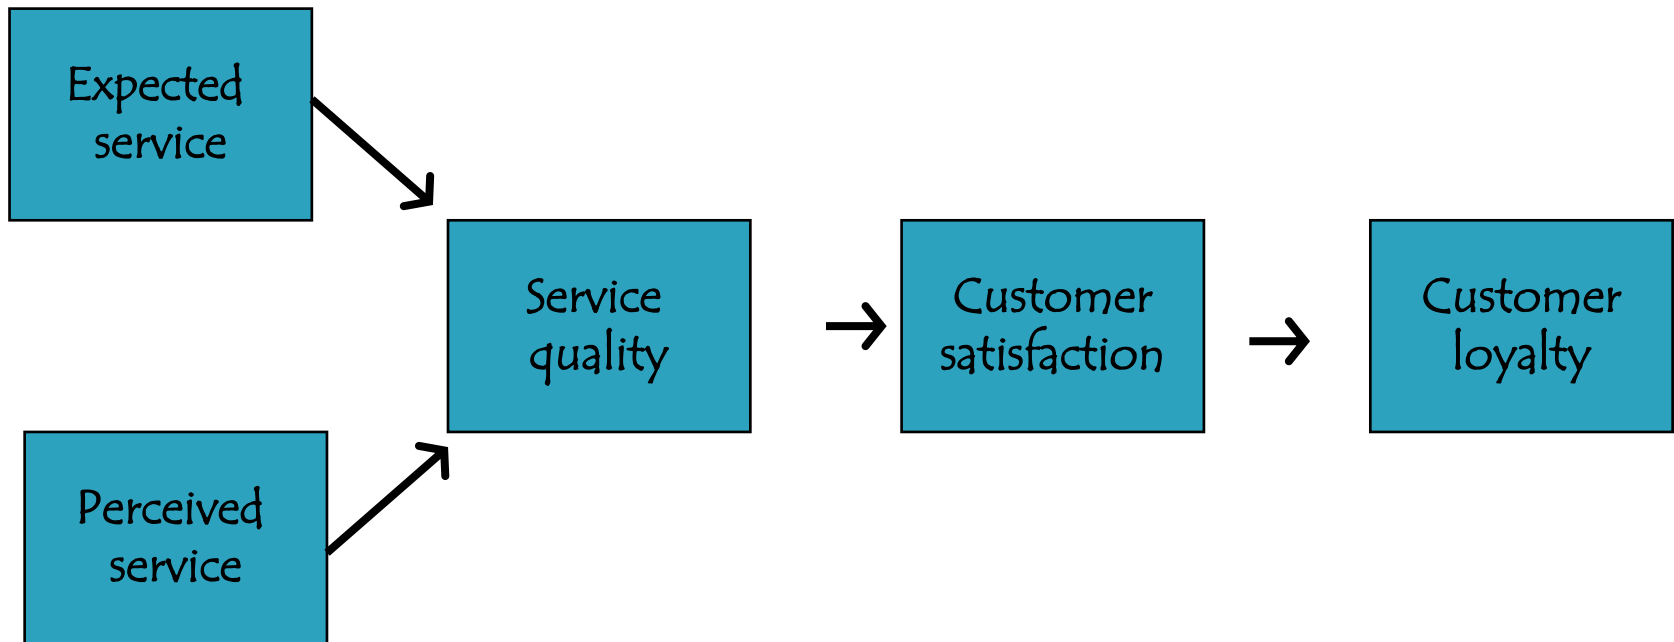 Expected
service
Service
quality
Customer
satisfaction
Customer
loyalty
Perceived
service